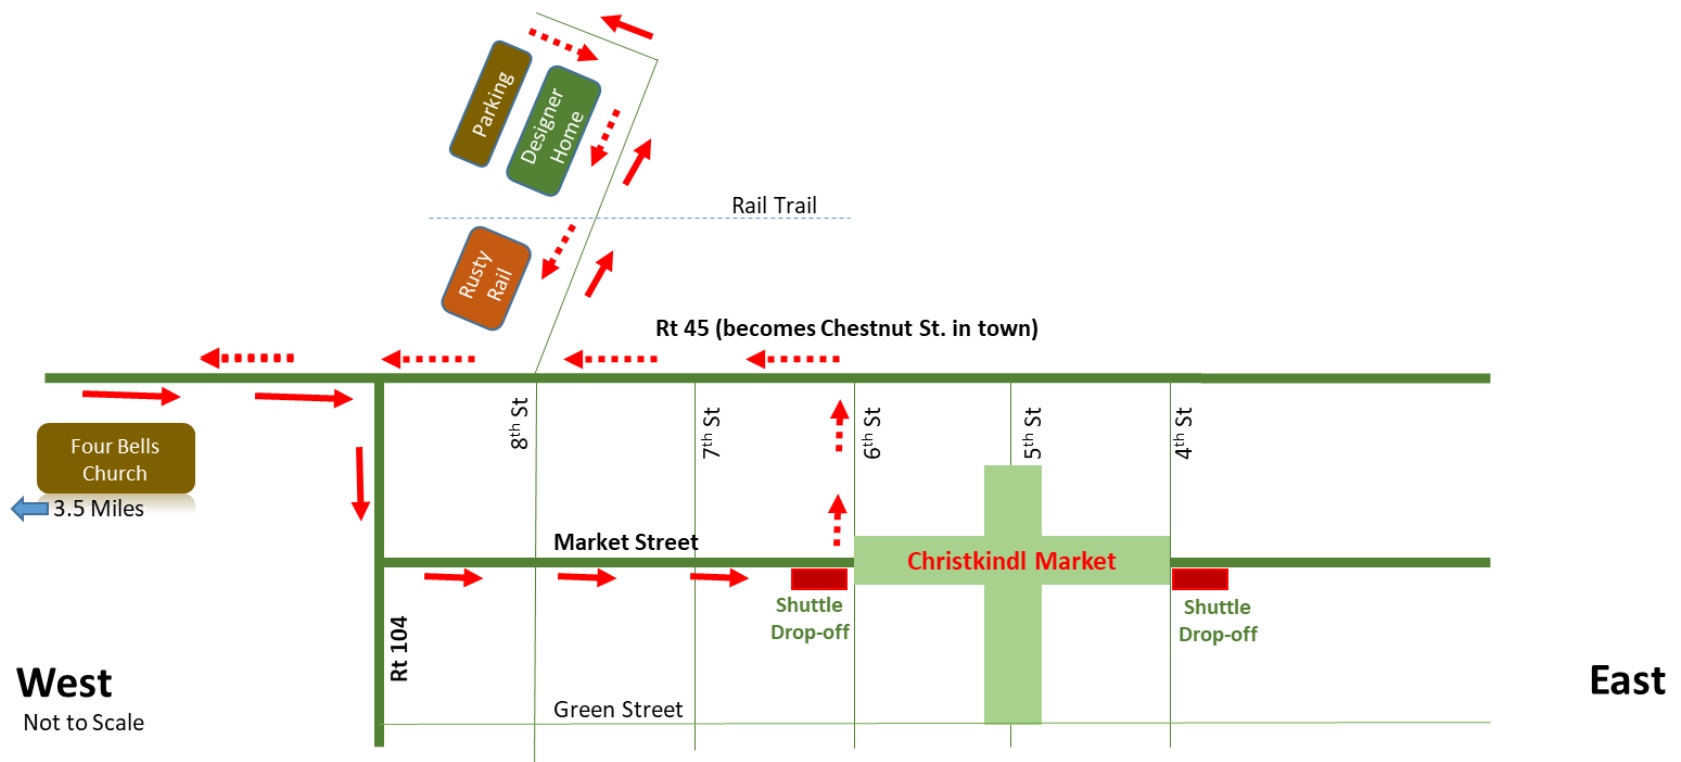 Parking
Designer
Home
Rail Trail
Rusty
Rail
Rt 45 (becomes Chestnut St. in town)
8th St
7th St
6th St
5th St
4th St
Four Bells
Church
3.5 Miles
Market Street
Christkindl Market
Shuttle
Drop-off
Shuttle
Drop-off
Rt 104
West
East
Not to Scale
Green Street